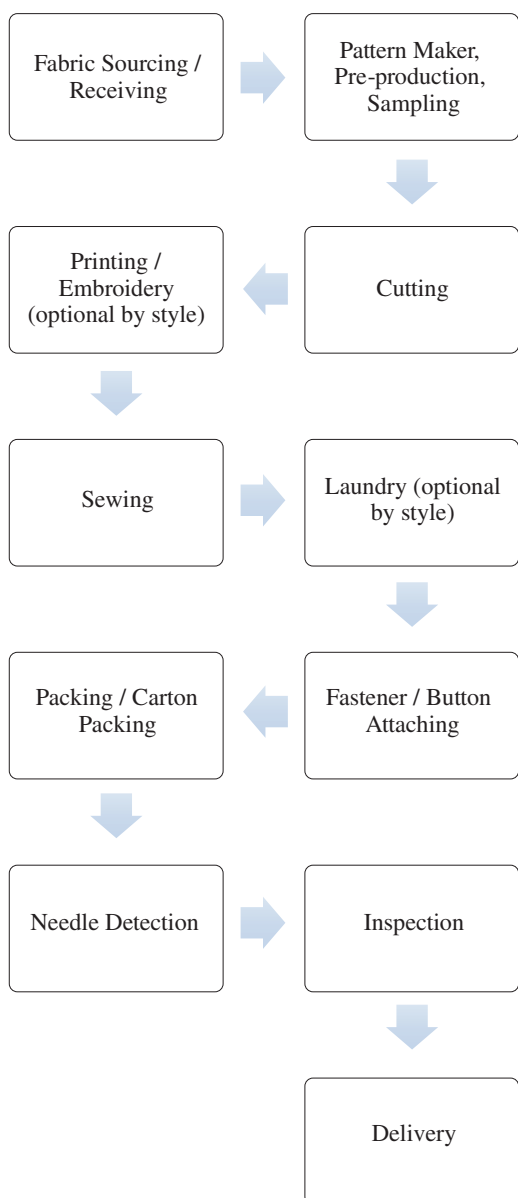 Fabric Sourcing /
Receiving
Pattern Maker,
Pre-production,
Sampling
Cutting
Printing /
Embroidery
(optional by style)
Sewing
Laundry (optional
by style)
Fastener / Button
Attaching
Packing / Carton
Packing
Needle Detection
Inspection
Delivery